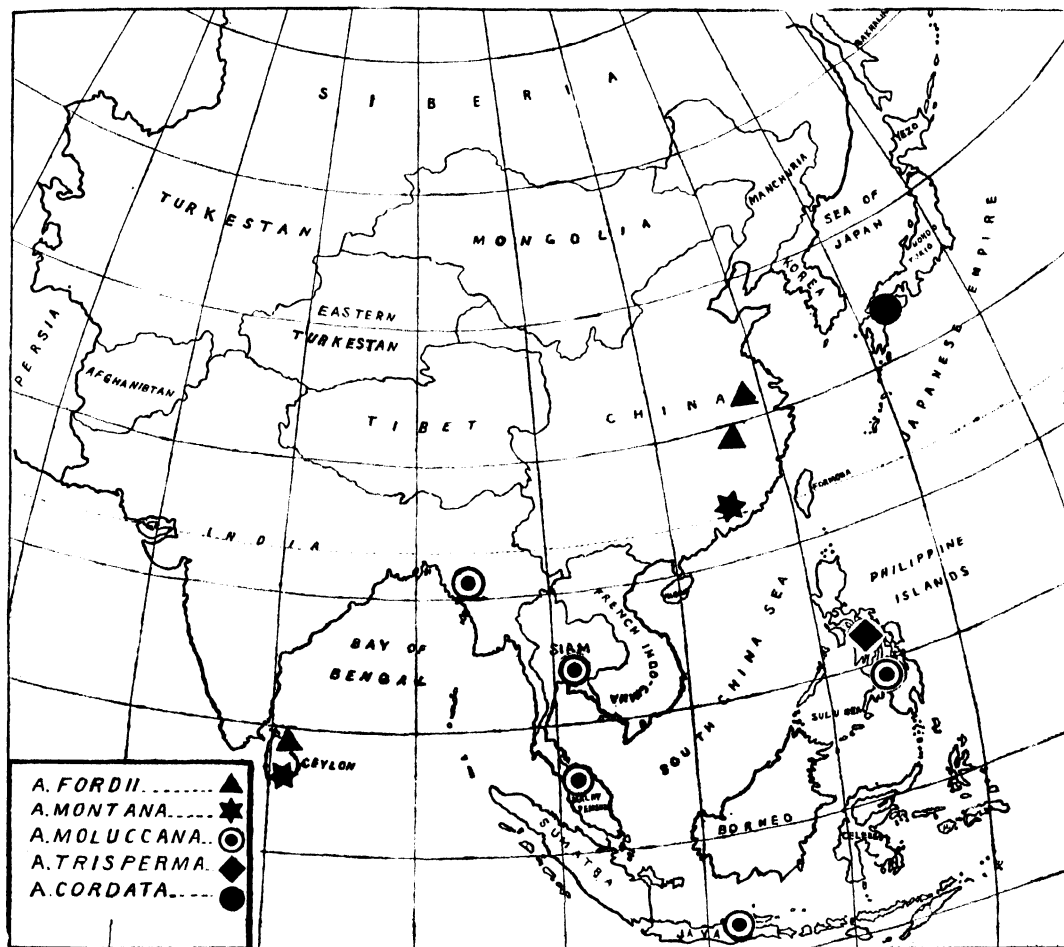 SAKHALIN
SIBERIA
YEZO
MANCHURIA
TURKESTAN
MONGOLIA
SEA OF
JAPAN
KOREA
JAPANESE EMPIRE
EASTERN
TURKESTAN
PERSIA
AFGHANISTAN
TIBET
CHINA
FORMOSA
INDIA
PHILIPPINE
ISLANDS
FRENCH INDO-CHINA
BAY OF
BENGAL
SIAM
SOUTH CHINA SEA
SULU SEA
CEYLON
MALAY
SUMATRA
BORNEO
CELEBES
JAVA
A. FORDII.......
A. MONTANA.....
A. MOLUCCANA..
A. TRISPERMA.
A. CORDATA.....